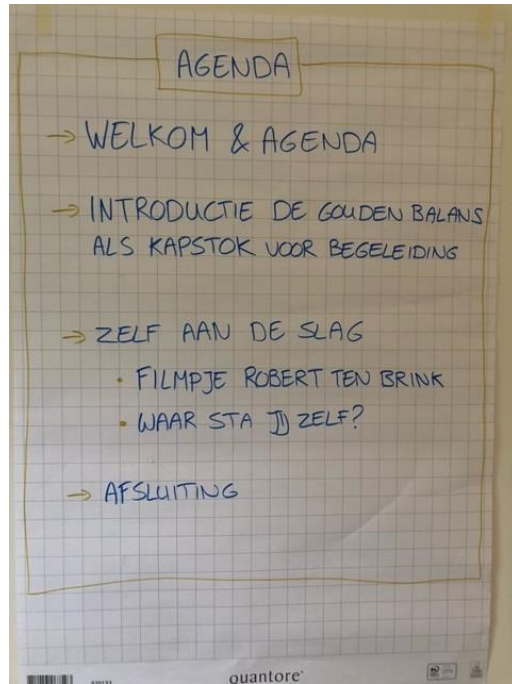 AGENDA
→ WELKOM & AGENDA
→ INTRODUCTIE DE GOUDEN BALANS
ALS KAPSTOK VOOR BEGELEIDING
→ ZELF AAN DE SLAG
• FILMPJE ROBERT TEN BRINK
• WAAR STA JIJ ZELF?
→ AFSLUITING
quantore